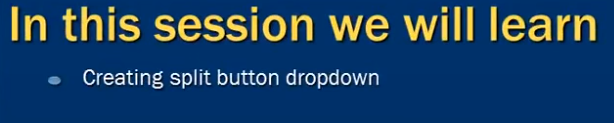 In this session we will learn
Creating split button dropdown